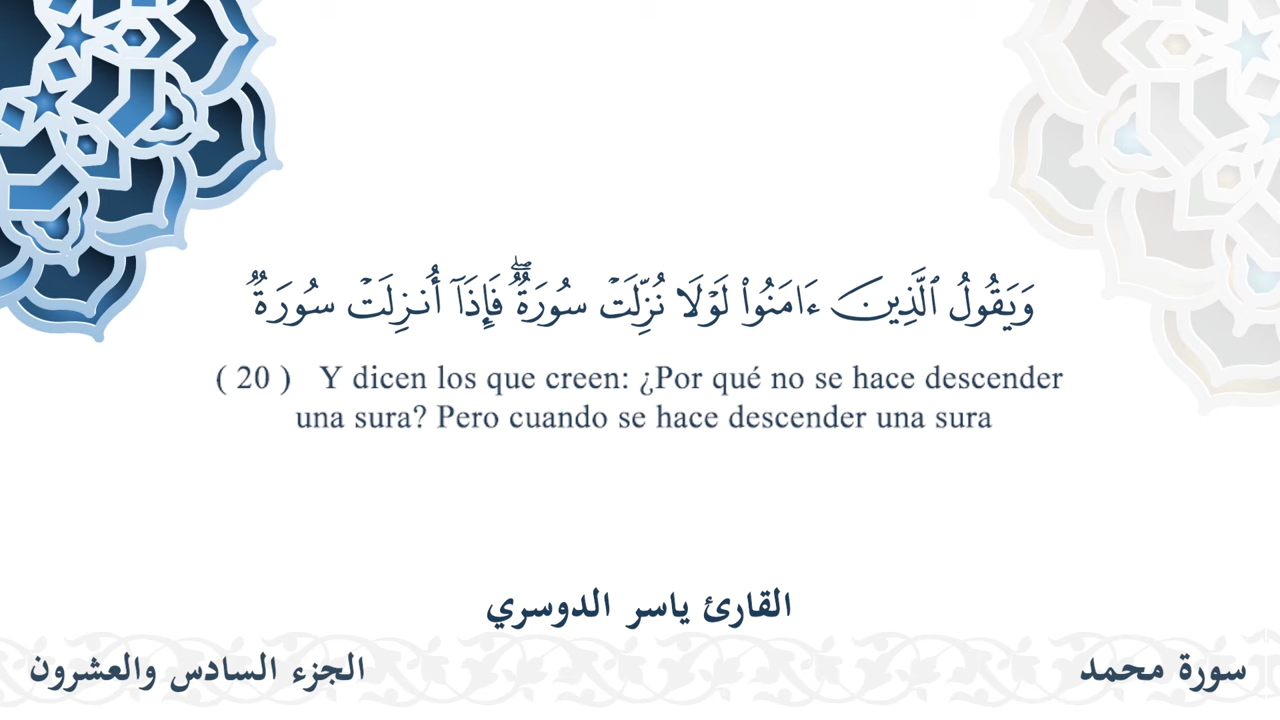 وَيَقُولُ ٱلَّذِينَ ءَامَنُوا۟ لَوْلَا نُزِّلَتْ سُورَةٌ ۖ فَإِذَآ أُنزِلَتْ سُورَةٌ
( 20 ) Y dicen los que creen: ¿Por qué no se hace descender
una sura? Pero cuando se hace descender una sura
القارئ ياسر الدوسري
سورة محمد
الجزء السادس والعشرون